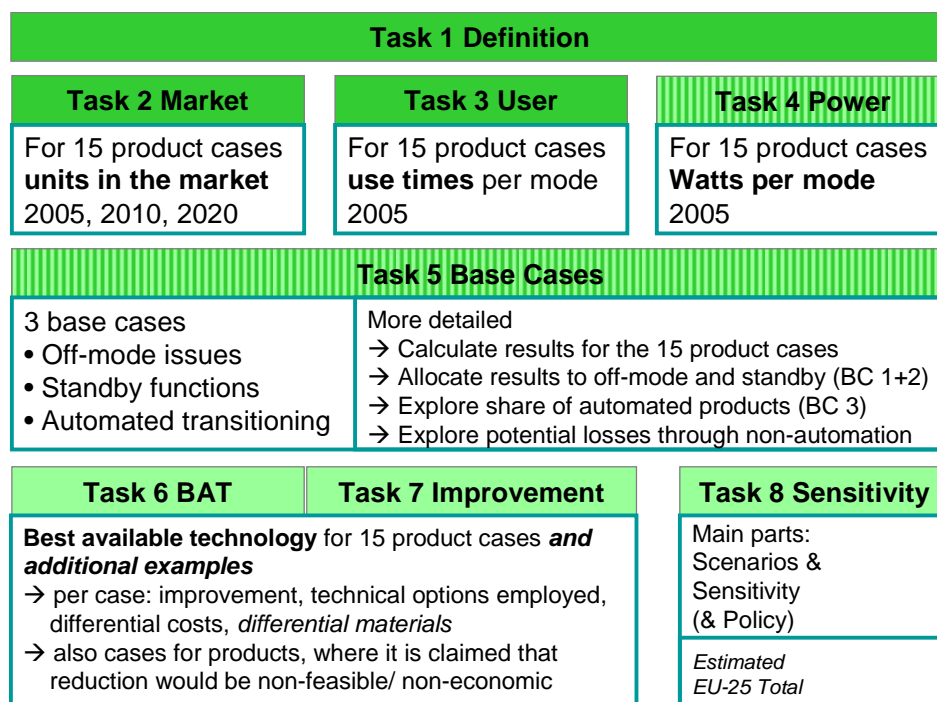 Task 1 Definition
Task 2 Market
For 15 product cases
units in the market
2005, 2010, 2020
Task 3 User
For 15 product cases
use times per mode
2005
Task 4 Power
For 15 product cases
Watts per mode
2005
Task 5 Base Cases
3 base cases
• Off-mode issues
• Standby functions
• Automated transitioning
More detailed
→ Calculate results for the 15 product cases
→ Allocate results to off-mode and standby (BC 1+2)
→ Explore share of automated products (BC 3)
→ Explore potential losses through non-automation
Task 6 BAT
Task 7 Improvement
Best available technology for 15 product cases and
additional examples
→ per case: improvement, technical options employed,
differential costs, differential materials
→ also cases for products, where it is claimed that
reduction would be non-feasible/ non-economic
Task 8 Sensitivity
Main parts:
Scenarios &
Sensitivity
(& Policy)
Estimated
EU-25 Total